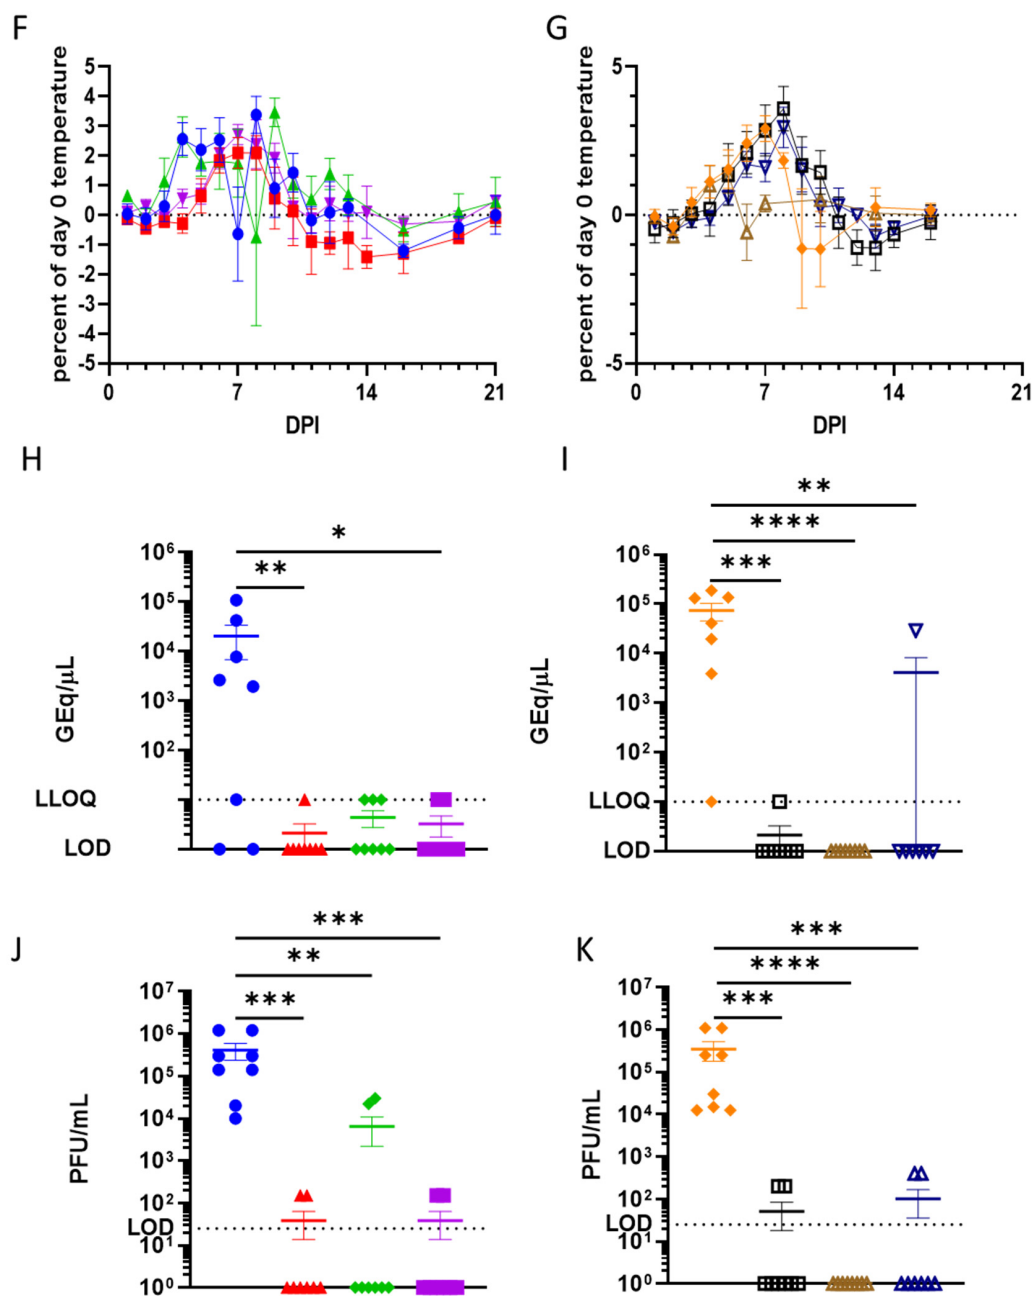 F
G
percent of day 0 temperature
5
4
3
2
1
0
-1
-2
-3
-4
-5
0
7
14
21
DPI
percent of day 0 temperature
5
0
-5
0
7
14
21
DPI
H
I
*
**
GEq/μL
10⁶
10⁵
10⁴
10³
10²
LLOQ
LOD
**
****
***
GEq/μL
10⁶
10⁵
10⁴
10³
10²
LLOQ
LOD
J
K
***
**
***
PFU/mL
10⁷
10⁶
10⁵
10⁴
10³
10²
LOD
10¹
10⁰
***
****
***
PFU/mL
10⁷
10⁶
10⁵
10⁴
10³
10²
LOD
10¹
10⁰